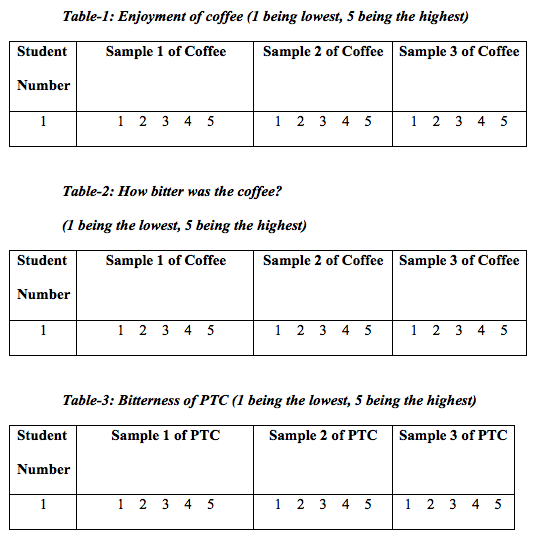 Table-1: Enjoyment of coffee (1 being lowest, 5 being the highest)
Student Number Sample 1 of Coffee Sample 2 of Coffee Sample 3 of Coffee
1 1 2 3 4 5 1 2 3 4 5 1 2 3 4 5
Table-2: How bitter was the coffee?
(1 being the lowest, 5 being the highest)
Student Number Sample 1 of Coffee Sample 2 of Coffee Sample 3 of Coffee
1 1 2 3 4 5 1 2 3 4 5 1 2 3 4 5
Table-3: Bitterness of PTC (1 being the lowest, 5 being the highest)
Student Number Sample 1 of PTC Sample 2 of PTC Sample 3 of PTC
1 1 2 3 4 5 1 2 3 4 5 1 2 3 4 5